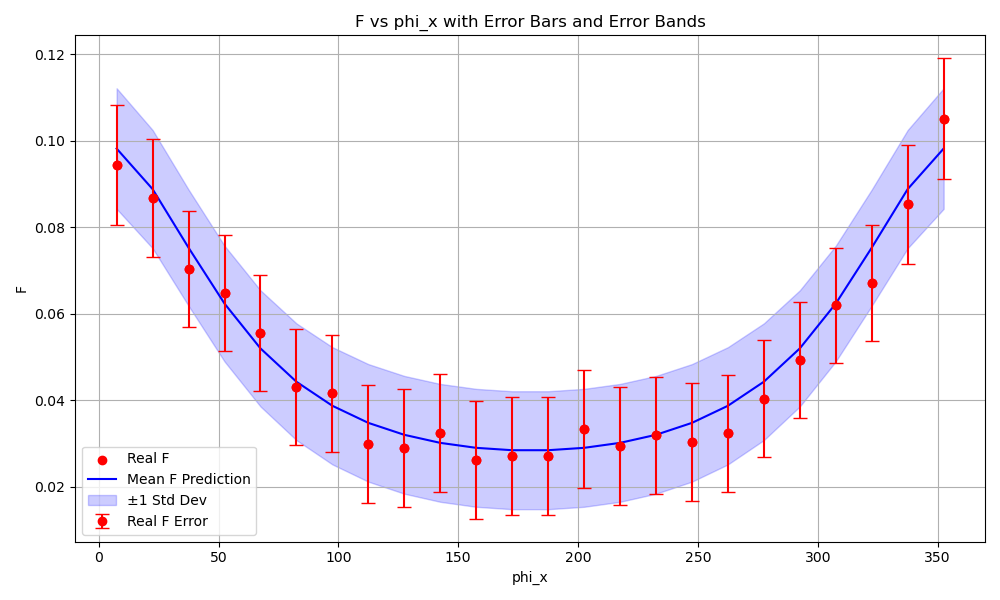 F vs phi_x with Error Bars and Error Bands
0.12
0.10
0.08
0.06
0.04
0.02
F
Real F
Mean F Prediction
±1 Std Dev
Real F Error
0 50 100 150 200 250 300 350
phi_x